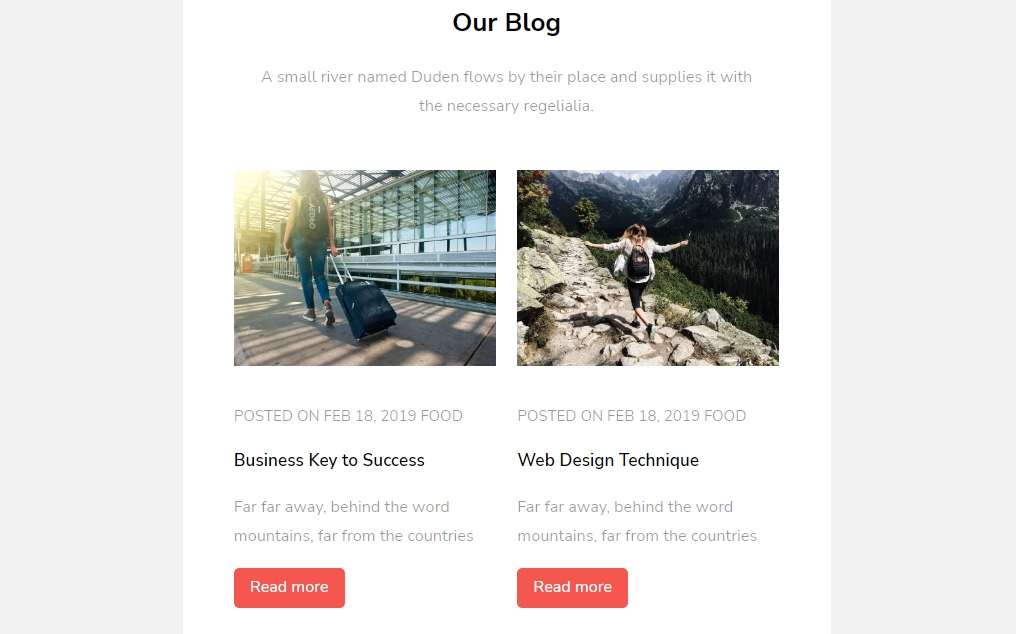 Our Blog
A small river named Duden flows by their place and supplies it with
the necessary regelialia.
POSTED ON FEB 18, 2019 FOOD
Business Key to Success
Far far away, behind the word
mountains, far from the countries
Read more
POSTED ON FEB 18, 2019 FOOD
Web Design Technique
Far far away, behind the word
mountains, far from the countries
Read more